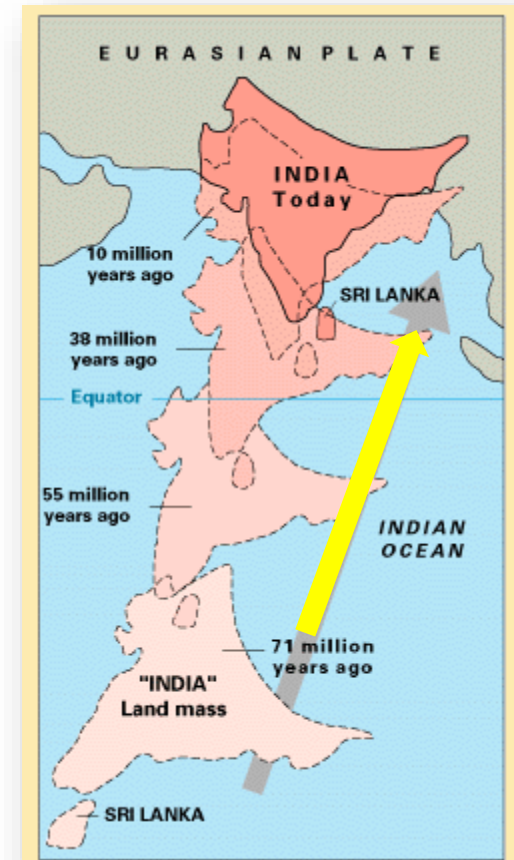 EURASIAN PLATE
INDIA
Today
10 million
years ago
SRI LANKA
38 million
years ago
Equator
55 million
years ago
INDIAN
OCEAN
71 million
years ago
"INDIA"
Land mass
SRI LANKA